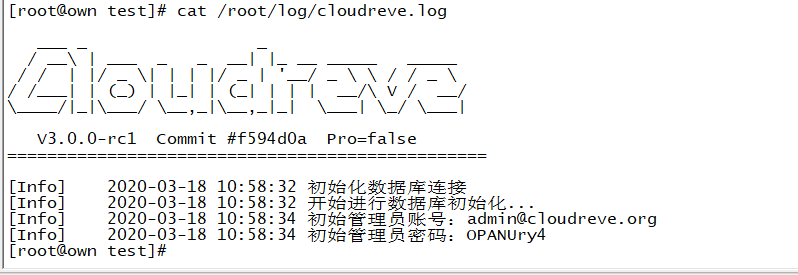 [root@own test]# cat /root/log/cloudreve.log
Cloudreve
V3.0.0-rc1  Commit #f594d0a  Pro=false
================================================
[Info]    2020-03-18 10:58:32 初始化数据库连接
[Info]    2020-03-18 10:58:32 开始进行数据库初始化...
[Info]    2020-03-18 10:58:34 初始管理员账号：admin@cloudreve.org
[Info]    2020-03-18 10:58:34 初始管理员密码：OPANUry4
[root@own test]#